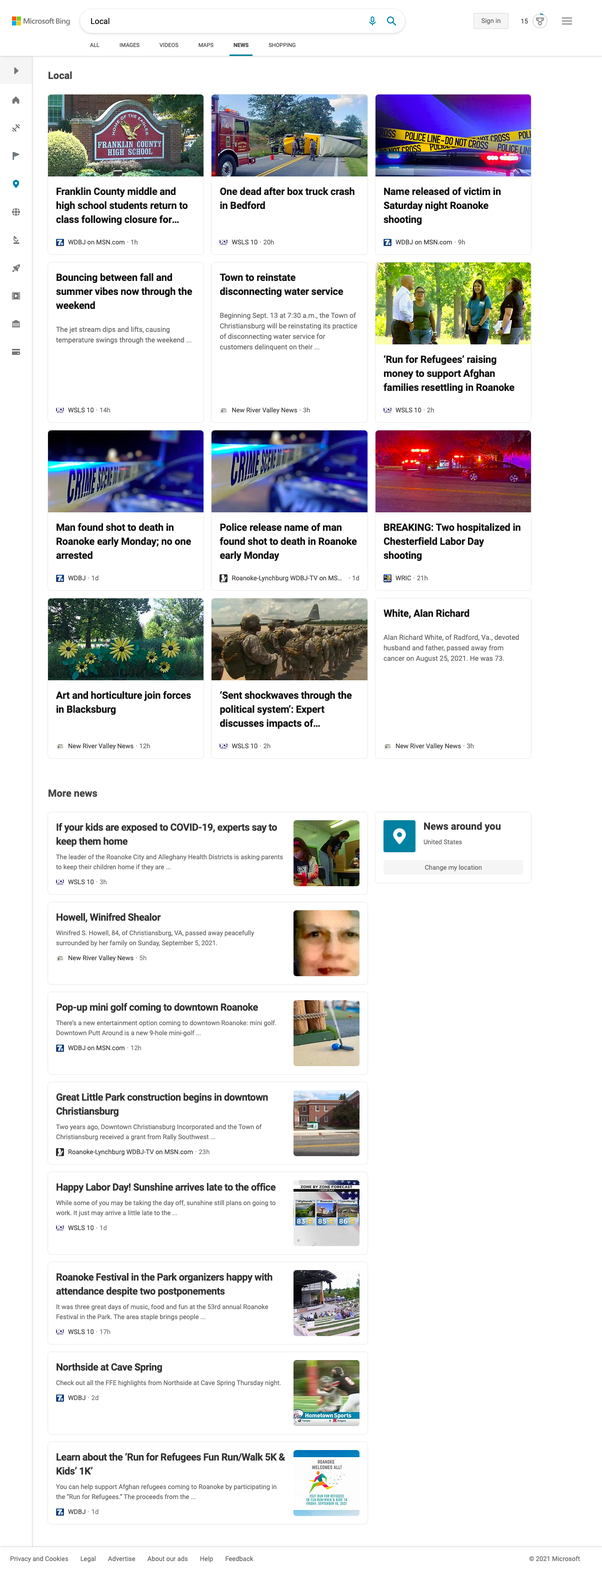 Microsoft Bing
Local
Sign in
15
ALL
IMAGES
VIDEOS
MAPS
NEWS
SHOPPING
Local
HOME OF THE EAGLES
FRANKLIN COUNTY
HIGH SCHOOL
POLICE LINE-DO NOT CROSS
Franklin County middle and
high school students return to
class following closure for...
WDBJ on MSN.com · 1h
One dead after box truck crash
in Bedford
WSLS 10 · 20h
Name released of victim in
Saturday night Roanoke
shooting
WDBJ on MSN.com · 9h
Bouncing between fall and
summer vibes now through the
weekend
The jet stream dips and lifts, causing
temperature swings through the weekend ...
WSLS 10 · 14h
Town to reinstate
disconnecting water service
Beginning Sept. 13 at 7:30 a.m., the Town of
Christiansburg will be reinstating its practice
of disconnecting water service for
customers delinquent on their ...
New River Valley News · 3h
'Run for Refugees' raising
money to support Afghan
families resettling in Roanoke
WSLS 10 · 2h
CRIME SCENE
CRIME SCENE
Man found shot to death in
Roanoke early Monday; no one
arrested
WDBJ · 1d
Police release name of man
found shot to death in Roanoke
early Monday
Roanoke-Lynchburg WDBJ-TV on MS... · 1d
BREAKING: Two hospitalized in
Chesterfield Labor Day
shooting
WRIC · 21h
Art and horticulture join forces
in Blacksburg
New River Valley News · 12h
'Sent shockwaves through the
political system': Expert
discusses impacts of...
WSLS 10 · 2h
White, Alan Richard
Alan Richard White, of Radford, Va., devoted
husband and father, passed away from
cancer on August 25, 2021. He was 73.
New River Valley News · 3h
More news
If your kids are exposed to COVID-19, experts say to
keep them home
The leader of the Roanoke City and Alleghany Health Districts is asking parents
to keep their children home if they are ...
WSLS 10 · 3h
News around you
United States
Change my location
Howell, Winifred Shealor
Winifred S. Howell, 84, of Christiansburg, VA, passed away peacefully
surrounded by her family on Sunday, September 5, 2021.
New River Valley News · 5h
Pop-up mini golf coming to downtown Roanoke
There's a new entertainment option coming to downtown Roanoke: mini golf.
Downtown Putt Around is a new 9-hole mini-golf ...
WDBJ on MSN.com · 12h
Great Little Park construction begins in downtown
Christiansburg
Two years ago, Downtown Christiansburg Incorporated and the Town of
Christiansburg received a grant from Rally Southwest ...
Roanoke-Lynchburg WDBJ-TV on MSN.com · 23h
Happy Labor Day! Sunshine arrives late to the office
While some of you may be taking the day off, sunshine still plans on going to
work. It just may arrive a little late to the ...
WSLS 10 · 1d
ZONE BY ZONE FORECAST
83 85 86
Roanoke Festival in the Park organizers happy with
attendance despite two postponements
It was three great days of music, food and fun at the 53rd annual Roanoke
Festival in the Park. The area staple brings people ...
WSLS 10 · 17h
Northside at Cave Spring
Check out all the FFE highlights from Northside at Cave Spring Thursday night.
WDBJ · 2d
Hometown Sports
Learn about the 'Run for Refugees Fun Run/Walk 5K &
Kids' 1K'
You can help support Afghan refugees coming to Roanoke by participating in
the "Run for Refugees." The proceeds from the ...
WDBJ · 1d
ROANOKE
WELCOMES ALL!
Privacy and Cookies
Legal
Advertise
About our ads
Help
Feedback
© 2021 Microsoft